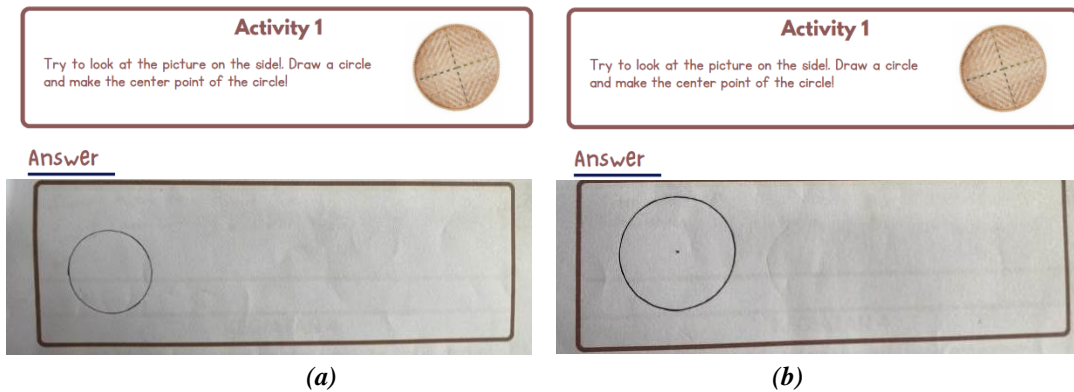 Activity 1
Try to look at the picture on the side!. Draw a circle
and make the center point of the circle!
Answer
(a)
Activity 1
Try to look at the picture on the side!. Draw a circle
and make the center point of the circle!
Answer
(b)